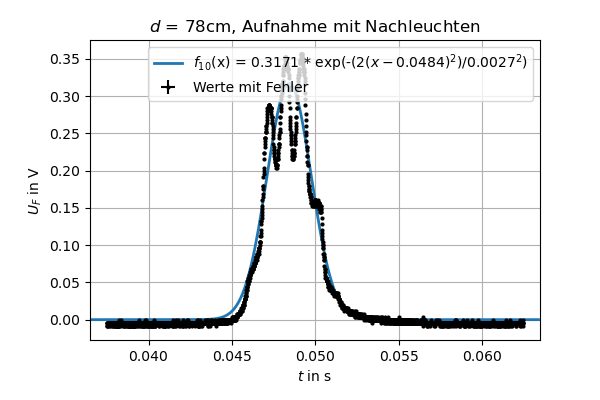 d = 78cm, Aufnahme mit Nachleuchten
f₁₀(x) = 0.3171 * exp(-(2(x − 0.0484)²)/0.0027²)
Werte mit Fehler
0.35
0.30
0.25
0.20
0.15
0.10
0.05
0.00
U_F in V
0.040 0.045 0.050 0.055 0.060
t in s